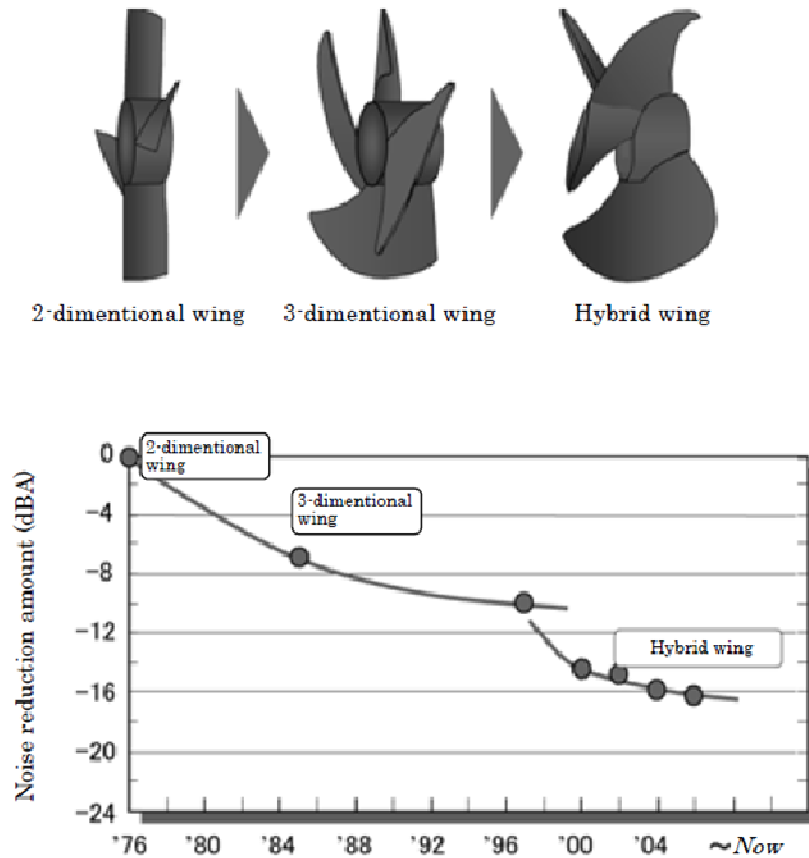 2-dimentional wing
3-dimentional wing
Hybrid wing
Noise reduction amount (dBA)
0
-4
-8
-12
-16
-20
-24
2-dimentional
wing
3-dimentional
wing
Hybrid wing
'76
'80
'84
'88
'92
'96
'00
'04
~Now